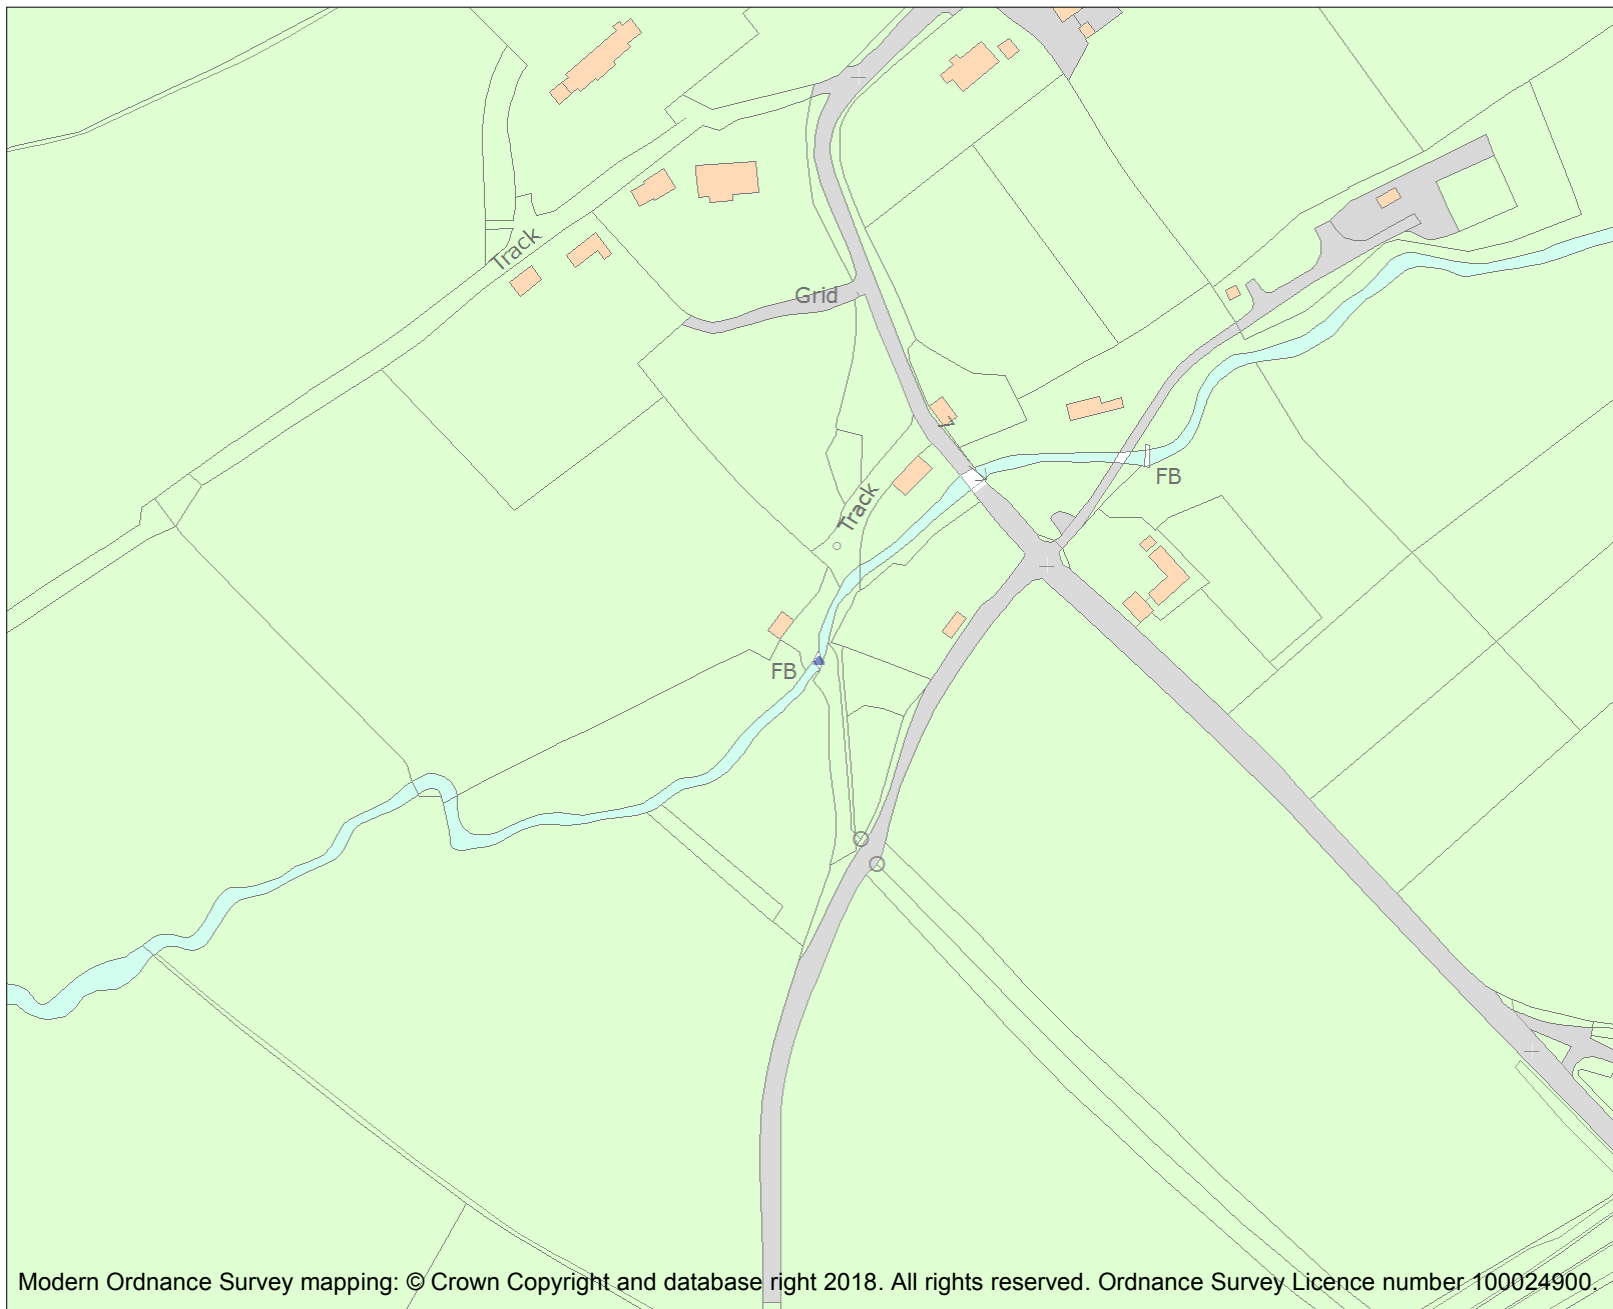 Track
Grid
FB
Track
FB
Modern Ordnance Survey mapping: © Crown Copyright and database right 2018. All rights reserved. Ordnance Survey Licence number 100024900.